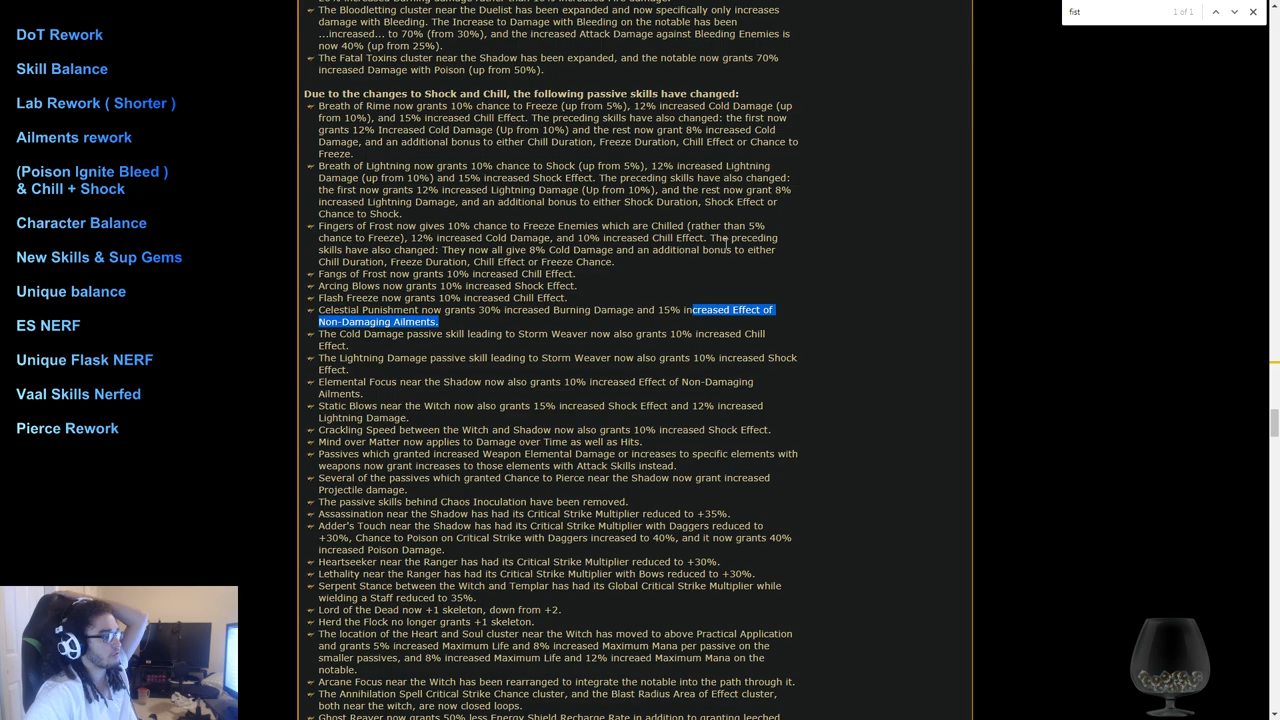 DoT Rework
Skill Balance
Lab Rework ( Shorter )
Ailments rework
(Poison Ignite Bleed )
& Chill + Shock
Character Balance
New Skills & Sup Gems
Unique balance
ES NERF
Unique Flask NERF
Vaal Skills Nerfed
Pierce Rework
The Bloodletting cluster near the Duelist has been expanded and now specifically only increases
damage with Bleeding. The Increase to Damage with Bleeding on the notable has been
...increased... to 70% (from 30%), and the increased Attack Damage against Bleeding Enemies is
now 40% (up from 25%).
The Fatal Toxins cluster near the Shadow has been expanded, and the notable now grants 70%
increased Damage with Poison (up from 50%).
Due to the changes to Shock and Chill, the following passive skills have changed:
Breath of Rime now grants 10% chance to Freeze (up from 5%), 12% increased Cold Damage (up
from 10%), and 15% increased Chill Effect. The preceding skills have also changed: the first now
grants 12% Increased Cold Damage (Up from 10%) and the rest now grant 8% increased Cold
Damage, and an additional bonus to either Chill Duration, Freeze Duration, Chill Effect or Chance to
Freeze.
Breath of Lightning now grants 10% chance to Shock (up from 5%), 12% increased Lightning
Damage (up from 10%) and 15% increased Shock Effect. The preceding skills have also changed:
the first now grants 12% increased Lightning Damage (Up from 10%), and the rest now grant 8%
increased Lightning Damage, and an additional bonus to either Shock Duration, Shock Effect or
Chance to Shock.
Fingers of Frost now gives 10% chance to Freeze Enemies which are Chilled (rather than 5%
chance to Freeze), 12% increased Cold Damage, and 10% increased Chill Effect. The preceding
skills have also changed: They now all give 8% Cold Damage and an additional bonus to either
Chill Duration, Freeze Duration, Chill Effect or Freeze Chance.
Fangs of Frost now grants 10% increased Chill Effect.
Arcing Blows now grants 10% increased Shock Effect.
Flash Freeze now grants 10% increased Chill Effect.
Celestial Punishment now grants 30% increased Burning Damage and 15% increased Effect of
Non-Damaging Ailments.
The Cold Damage passive skill leading to Storm Weaver now also grants 10% increased Chill
Effect.
The Lightning Damage passive skill leading to Storm Weaver now also grants 10% increased Shock
Effect.
Elemental Focus near the Shadow now also grants 10% increased Effect of Non-Damaging
Ailments.
Static Blows near the Witch now also grants 15% increased Shock Effect and 12% increased
Lightning Damage.
Crackling Speed between the Witch and Shadow now also grants 10% increased Shock Effect.
Mind over Matter now applies to Damage over Time as well as Hits.
Passives which granted increased Weapon Elemental Damage or increases to specific elements with
weapons now grant increases to those elements with Attack Skills instead.
Several of the passives which granted Chance to Pierce near the Shadow now grant increased
Projectile damage.
The passive skills behind Chaos Inoculation have been removed.
Assassination near the Shadow has had its Critical Strike Multiplier reduced to +35%.
Adder's Touch near the Shadow has had its Critical Strike Multiplier with Daggers reduced to
+30%, Chance to Poison on Critical Strike with Daggers increased to 40%, and it now grants 40%
increased Poison Damage.
Heartseeker near the Ranger has had its Critical Strike Multiplier reduced to +30%.
Lethality near the Ranger has had its Critical Strike Multiplier with Bows reduced to +30%.
Serpent Stance between the Witch and Templar has had its Global Critical Strike Multiplier while
wielding a Staff reduced to 35%.
Lord of the Dead now +1 skeleton, down from +2.
Herd the Flock no longer grants +1 skeleton.
The location of the Heart and Soul cluster near the Witch has moved to above Practical Application
and grants 5% increased Maximum Life and 8% increased Maximum Mana per passive on the
smaller passives, and 8% increased Maximum Life and 12% increaed Maximum Mana on the
notable.
Arcane Focus near the Witch has been rearranged to integrate the notable into the path through it.
The Annihilation Spell Critical Strike Chance cluster, and the Blast Radius Area of Effect cluster,
both near the witch, are now closed loops.
Ghost Reaver now grants 50% less Energy Shield Recharge Rate in addition to granting leeched
fist
1 of 1